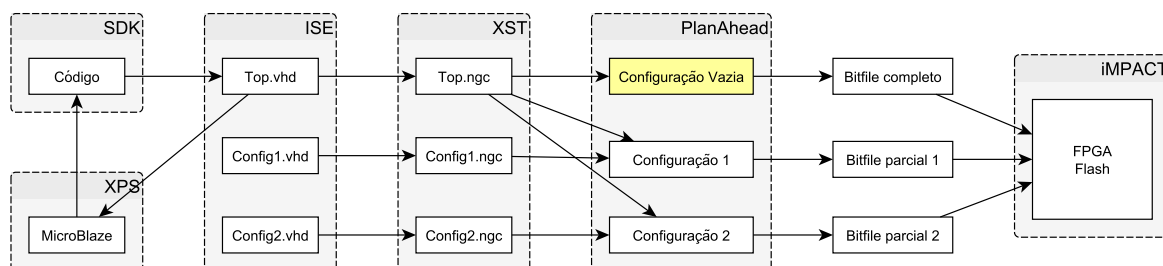 SDK
ISE
XST
PlanAhead
Código
Top.vhd
Top.ngc
Configuração Vazia
Bitfile completo
iMPACT
Config1.vhd
Config1.ngc
Configuração 1
Bitfile parcial 1
FPGA
Flash
XPS
MicroBlaze
Config2.vhd
Config2.ngc
Configuração 2
Bitfile parcial 2